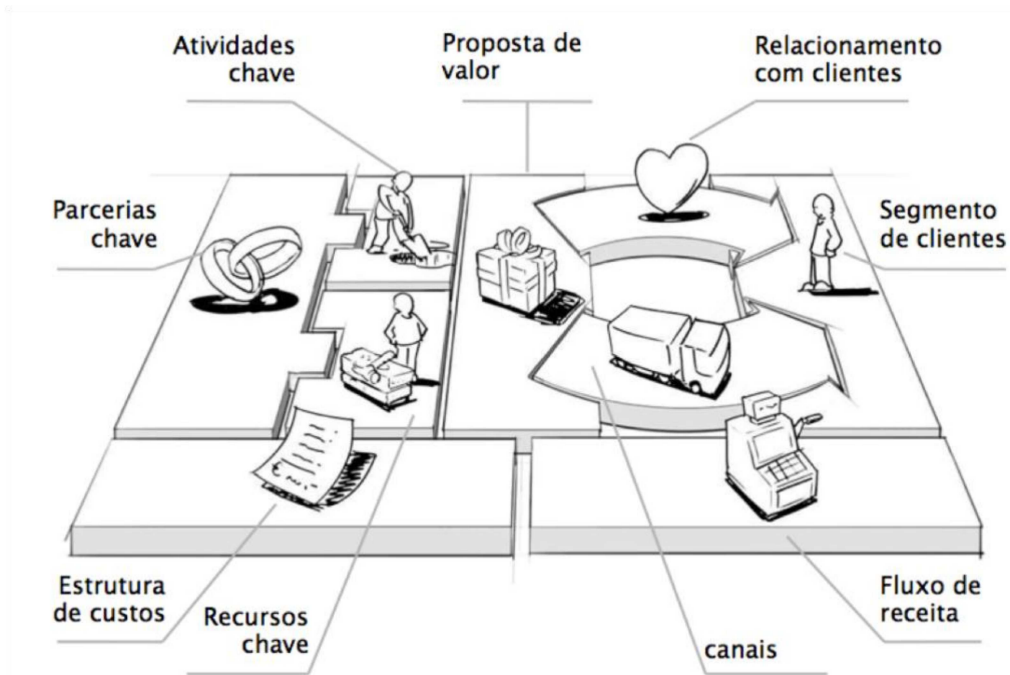 Atividades
chave
Proposta de
valor
Relacionamento
com clientes
Parcerias
chave
Segmento
de clientes
Estrutura
de custos
Recursos
chave
canais
Fluxo de
receita